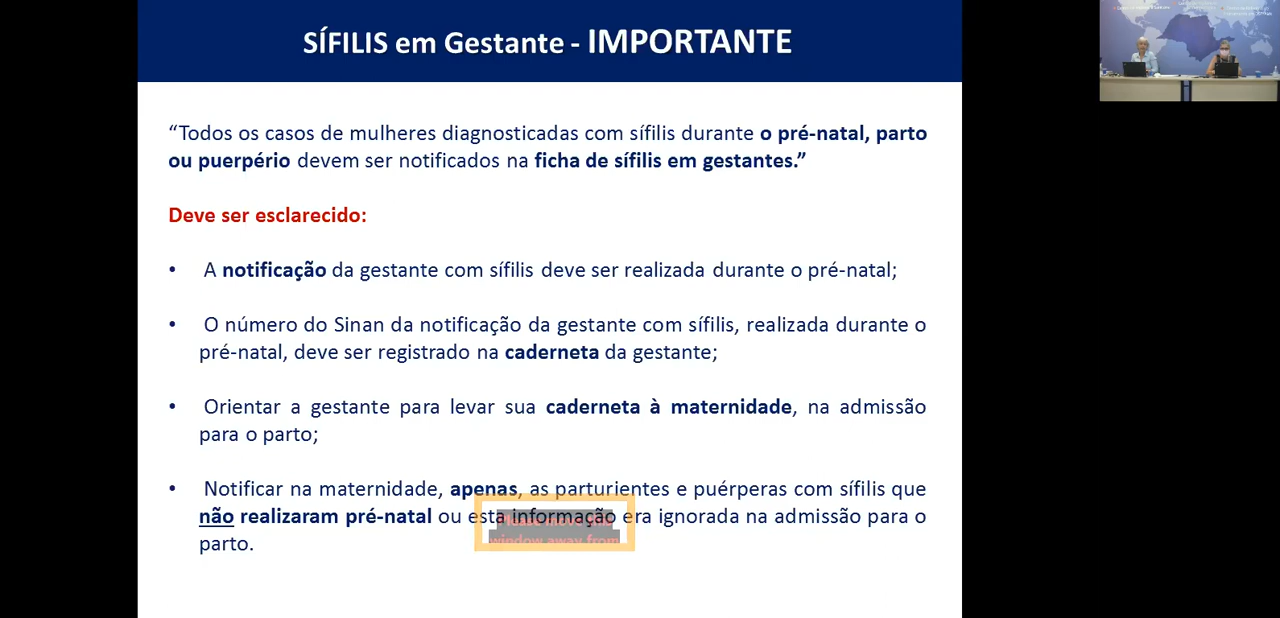 SÍFILIS em Gestante - IMPORTANTE
“Todos os casos de mulheres diagnosticadas com sífilis durante o pré-natal, parto
ou puerpério devem ser notificados na ficha de sífilis em gestantes.”
Deve ser esclarecido:
• A notificação da gestante com sífilis deve ser realizada durante o pré-natal;
• O número do Sinan da notificação da gestante com sífilis, realizada durante o
pré-natal, deve ser registrado na caderneta da gestante;
• Orientar a gestante para levar sua caderneta à maternidade, na admissão
para o parto;
• Notificar na maternidade, apenas, as parturientes e puérperas com sífilis que
não realizaram pré-natal ou esta informação era ignorada na admissão para o
parto.
window away from